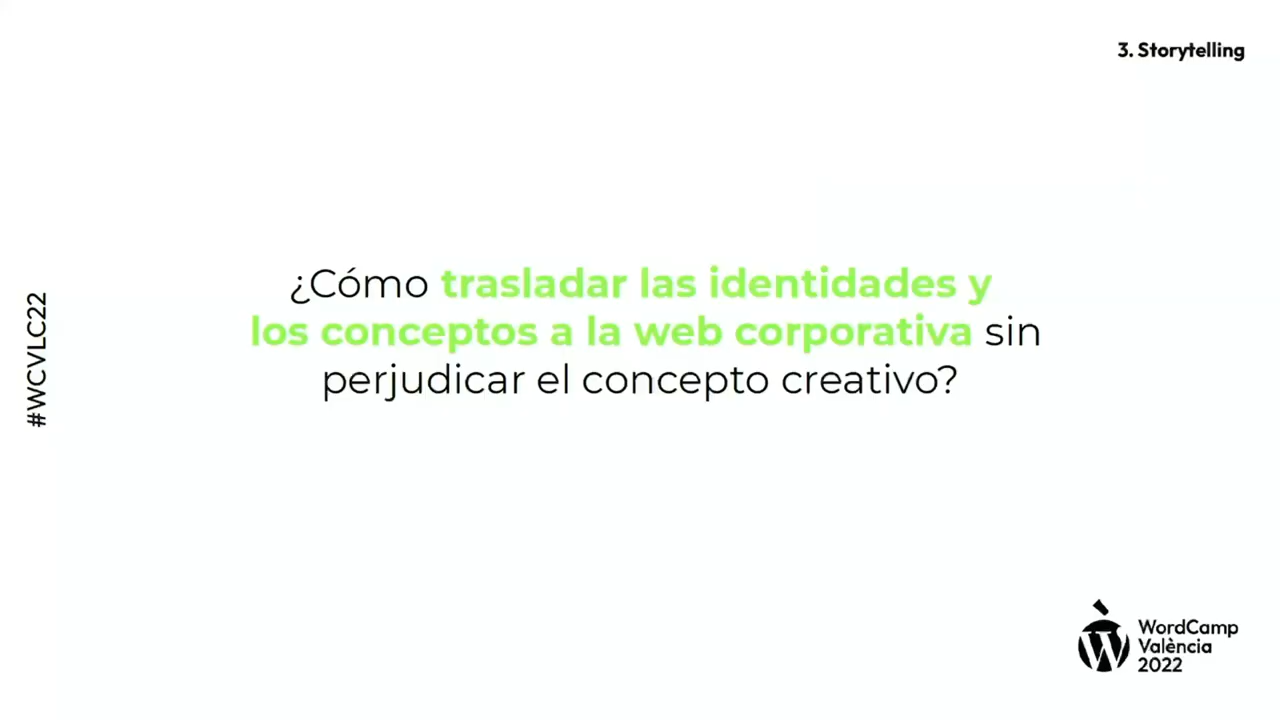 3. Storytelling
#WCVLC22
¿Cómo trasladar las identidades y
los conceptos a la web corporativa sin
perjudicar el concepto creativo?
WordCamp
València
2022